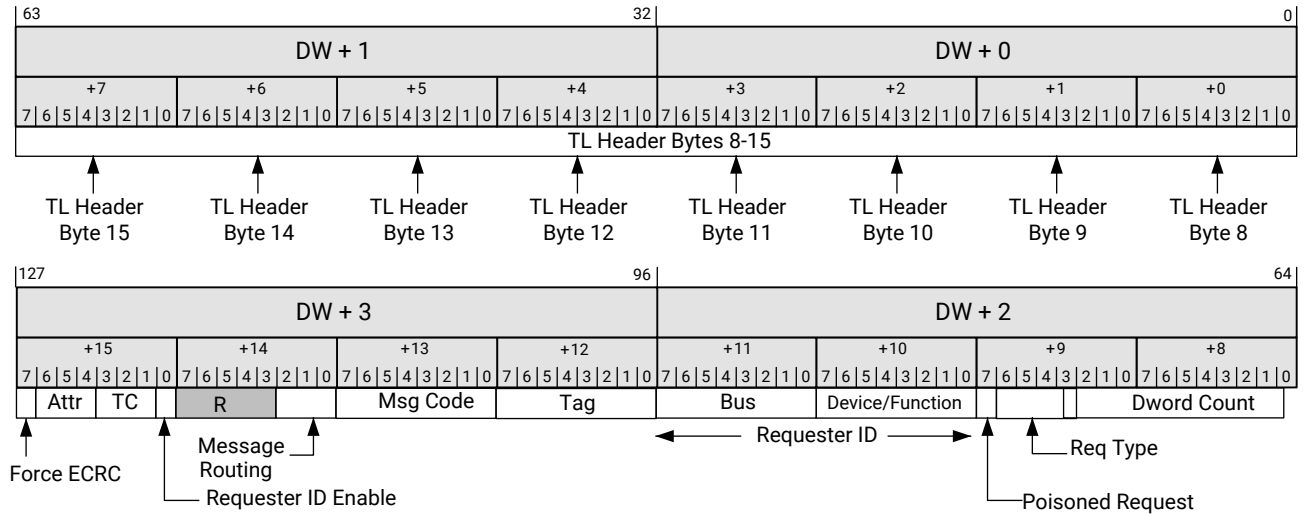 63 32 0
DW + 1 DW + 0
+7 +6 +5 +4 +3 +2 +1 +0
7 6 5 4 3 2 1 0 7 6 5 4 3 2 1 0 7 6 5 4 3 2 1 0 7 6 5 4 3 2 1 0 7 6 5 4 3 2 1 0 7 6 5 4 3 2 1 0 7 6 5 4 3 2 1 0 7 6 5 4 3 2 1 0
TL Header Bytes 8-15
TL Header TL Header TL Header TL Header TL Header TL Header TL Header TL Header
Byte 15 Byte 14 Byte 13 Byte 12 Byte 11 Byte 10 Byte 9 Byte 8
127 96 64
DW + 3 DW + 2
+15 +14 +13 +12 +11 +10 +9 +8
7 6 5 4 3 2 1 0 7 6 5 4 3 2 1 0 7 6 5 4 3 2 1 0 7 6 5 4 3 2 1 0 7 6 5 4 3 2 1 0 7 6 5 4 3 2 1 0 7 6 5 4 3 2 1 0 7 6 5 4 3 2 1 0
Attr TC R Msg Code Tag Bus Device/Function Dword Count
Requester ID
Message
Routing
Req Type
Force ECRC
Requester ID Enable
Poisoned Request